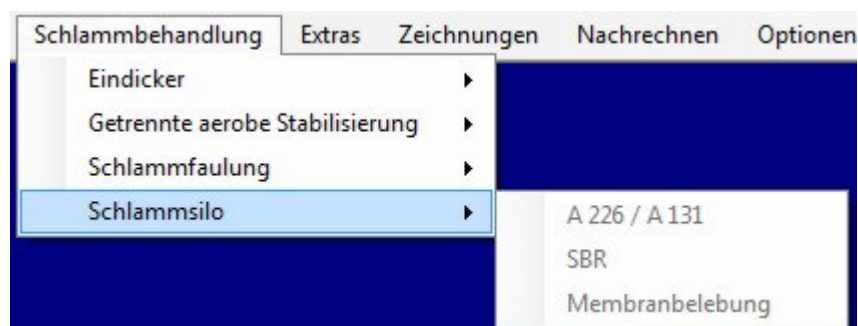 Schlammbehandlung Extras Zeichnungen Nachrechnen Optionen
Eindicker
Getrennte aerobe Stabilisierung
Schlammfaulung
Schlammsilo
A 226 / A 131
SBR
Membranbelebung